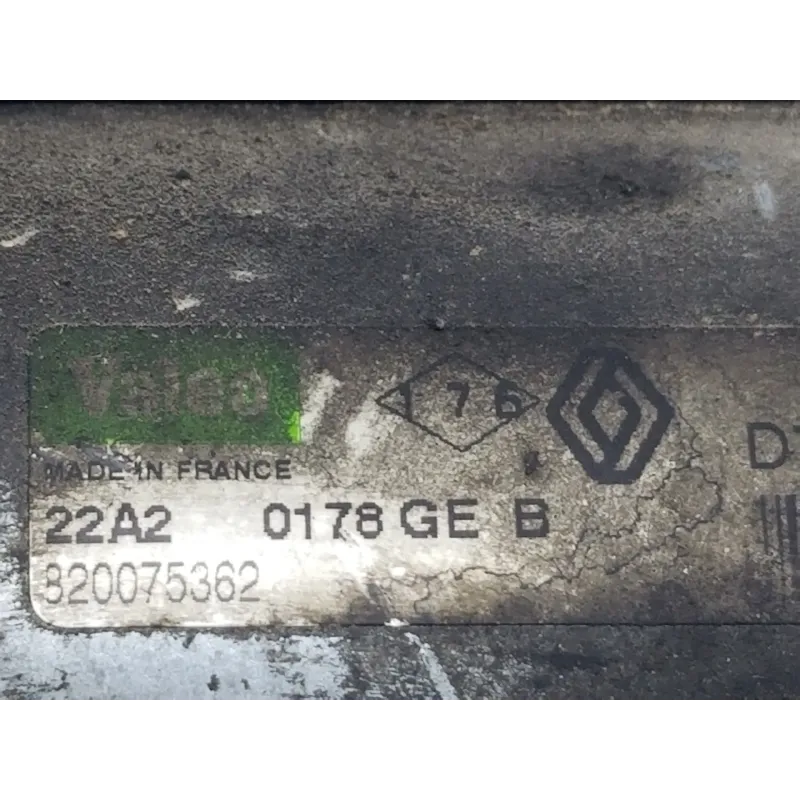 Valeo
176
MADE IN FRANCE
22A2 0178 GE B
820075362